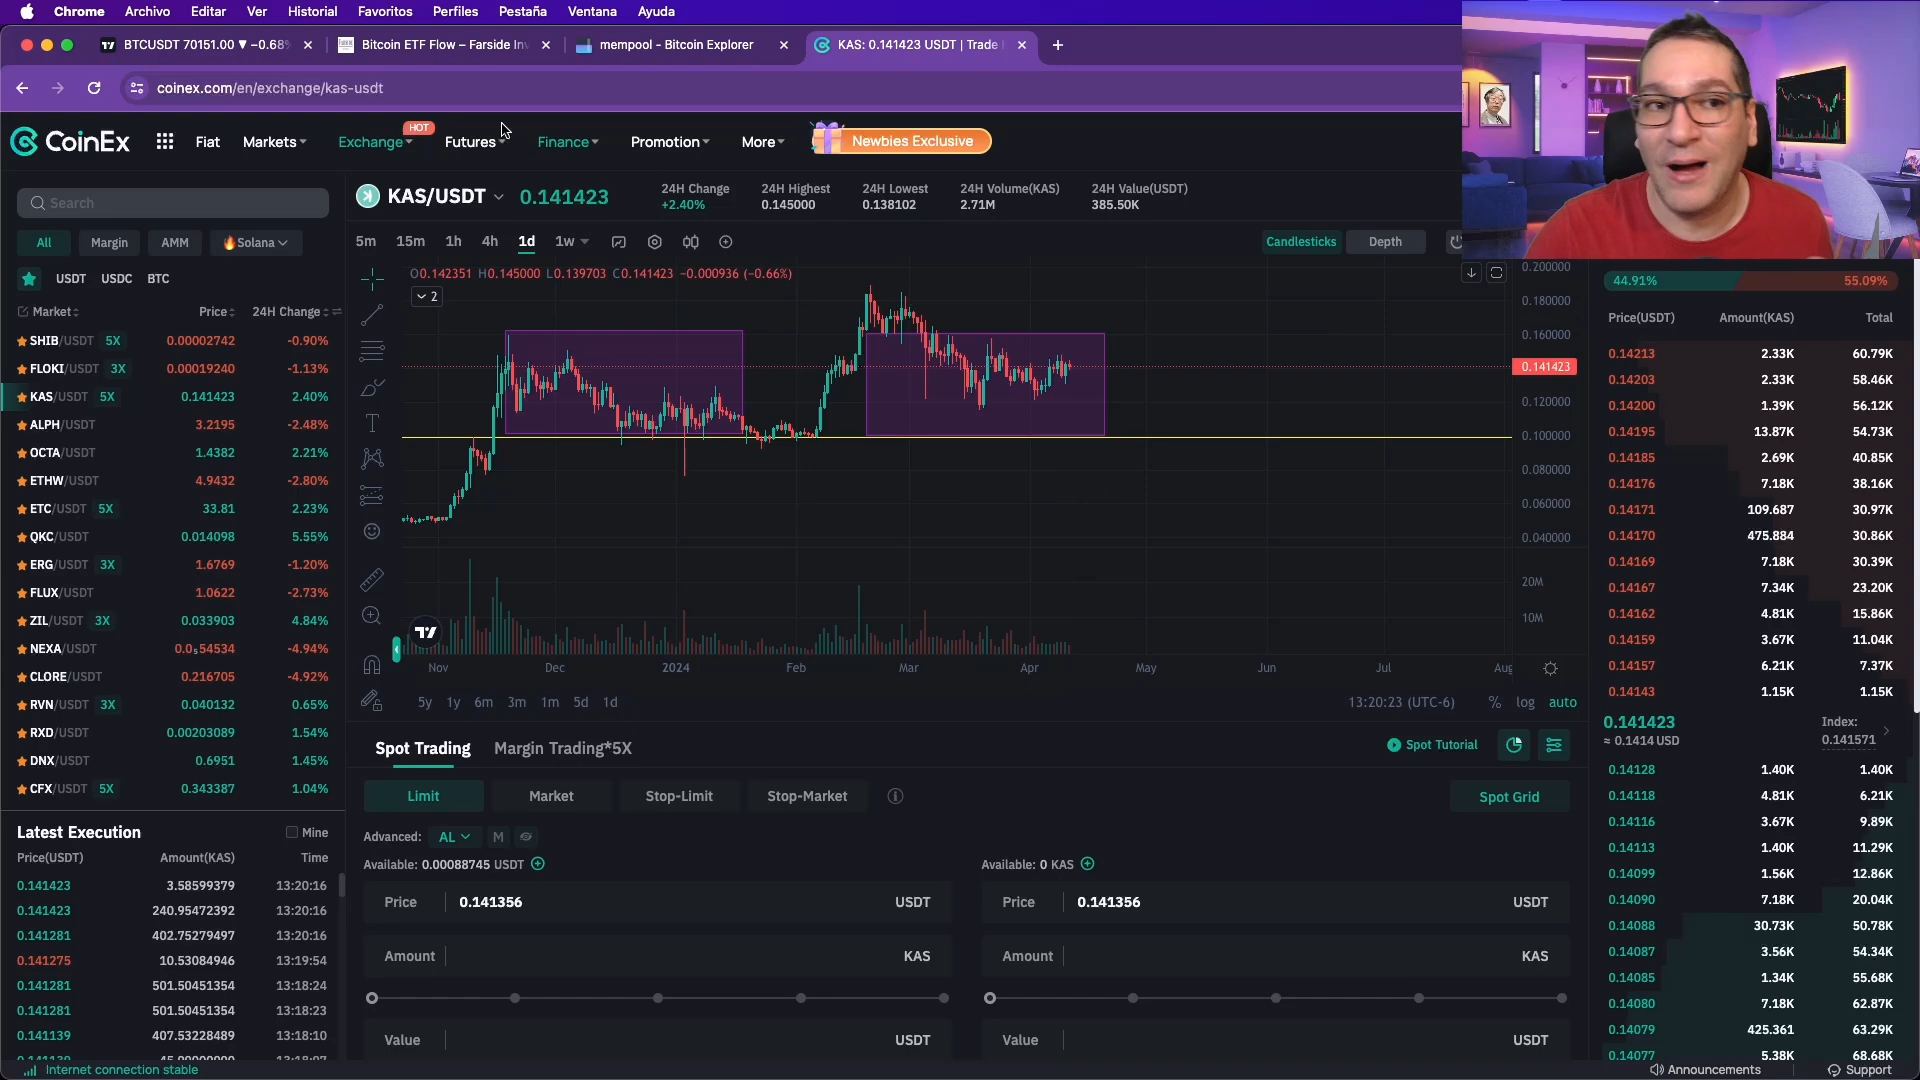 Chrome Archivo Editar Ver Historial Favoritos Perfiles Pestaña Ventana Ayuda
BTCUSDT 70151.00 ▼ −0.68% Bitcoin ETF Flow – Farside Inv mempool - Bitcoin Explorer KAS: 0.141423 USDT | Trade
coinex.com/en/exchange/kas-usdt
CoinEx Fiat Markets Exchange HOT Futures Finance Promotion More Newbies Exclusive
Search
All Margin AMM Solana
USDT USDC BTC
Market Price 24H Change
SHIB/USDT 5X 0.00002742 -0.90%
FLOKI/USDT 3X 0.00019240 -1.13%
KAS/USDT 5X 0.141423 2.40%
ALPH/USDT 3.2195 -2.48%
OCTA/USDT 1.4382 2.21%
ETHW/USDT 4.9432 -2.80%
ETC/USDT 5X 33.81 2.23%
QKC/USDT 0.014098 5.55%
ERG/USDT 3X 1.6769 -1.20%
FLUX/USDT 1.0622 -2.73%
ZIL/USDT 3X 0.033903 4.84%
NEXA/USDT 0.0₅54534 -4.94%
CLORE/USDT 0.216705 -4.92%
RVN/USDT 3X 0.040132 0.65%
RXD/USDT 0.00203089 1.54%
DNX/USDT 0.6951 1.45%
CFX/USDT 5X 0.343387 1.04%
Latest Execution Mine
Price(USDT) Amount(KAS) Time
0.141423 3.58599379 13:20:16
0.141423 240.95472392 13:20:16
0.141281 402.75279497 13:20:16
0.141275 10.53084946 13:19:54
0.141281 501.50451354 13:18:24
0.141281 501.50451354 13:18:23
0.141139 407.53228489 13:18:10
Internet connection stable
KAS/USDT 0.141423
24H Change 24H Highest 24H Lowest 24H Volume(KAS) 24H Value(USDT)
+2.40% 0.145000 0.138102 2.71M 385.50K
5m 15m 1h 4h 1d 1w Candlesticks Depth
O0.142351 H0.145000 L0.139703 C0.141423 −0.000936 (−0.66%)
2
0.200000
0.180000
0.160000
0.141423
0.120000
0.100000
0.080000
0.060000
0.040000
20M
10M
Nov Dec 2024 Feb Mar Apr May Jun Jul Aug
5y 1y 6m 3m 1m 5d 1d 13:20:23 (UTC-6) % log auto
Spot Trading Margin Trading*5X Spot Tutorial
Limit Market Stop-Limit Stop-Market Spot Grid
Advanced: AL M
Available: 0.00088745 USDT Available: 0 KAS
Price 0.141356 USDT Price 0.141356 USDT
Amount KAS Amount KAS
Value USDT Value USDT
44.91% 55.09%
Price(USDT) Amount(KAS) Total
0.14213 2.33K 60.79K
0.14203 2.33K 58.46K
0.14200 1.39K 56.12K
0.14195 13.87K 54.73K
0.14185 2.69K 40.85K
0.14176 7.18K 38.16K
0.14171 109.687 30.97K
0.14170 475.884 30.86K
0.14169 7.18K 30.39K
0.14167 7.34K 23.20K
0.14162 4.81K 15.86K
0.14159 3.67K 11.04K
0.14157 6.21K 7.37K
0.14143 1.15K 1.15K
0.141423 Index:
≈ 0.1414 USD 0.141571
0.14128 1.40K 1.40K
0.14118 4.81K 6.21K
0.14116 3.67K 9.89K
0.14113 1.40K 11.29K
0.14099 1.56K 12.86K
0.14090 7.18K 20.04K
0.14088 30.73K 50.78K
0.14087 3.56K 54.34K
0.14085 1.34K 55.68K
0.14080 7.18K 62.87K
0.14079 425.361 63.29K
0.14077 5.38K 68.68K
Announcements Support